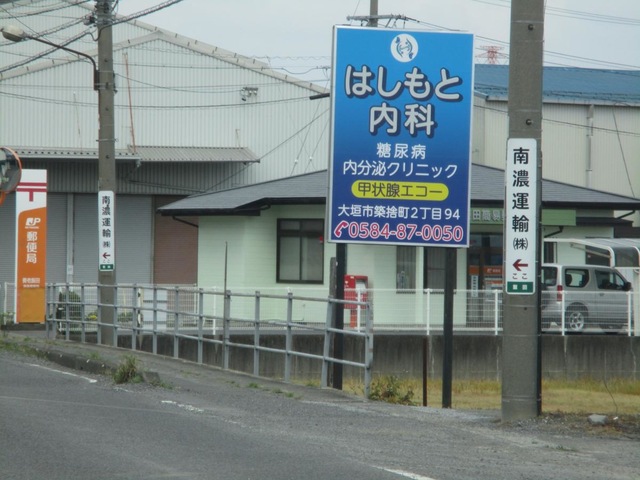 はしもと
内科
糖尿病
内分泌クリニック
甲状腺エコー
大垣市築捨町2丁目94
0584-87-0050
南濃運輸㈱
ここ
南濃運輸㈱
ここ
郵便局